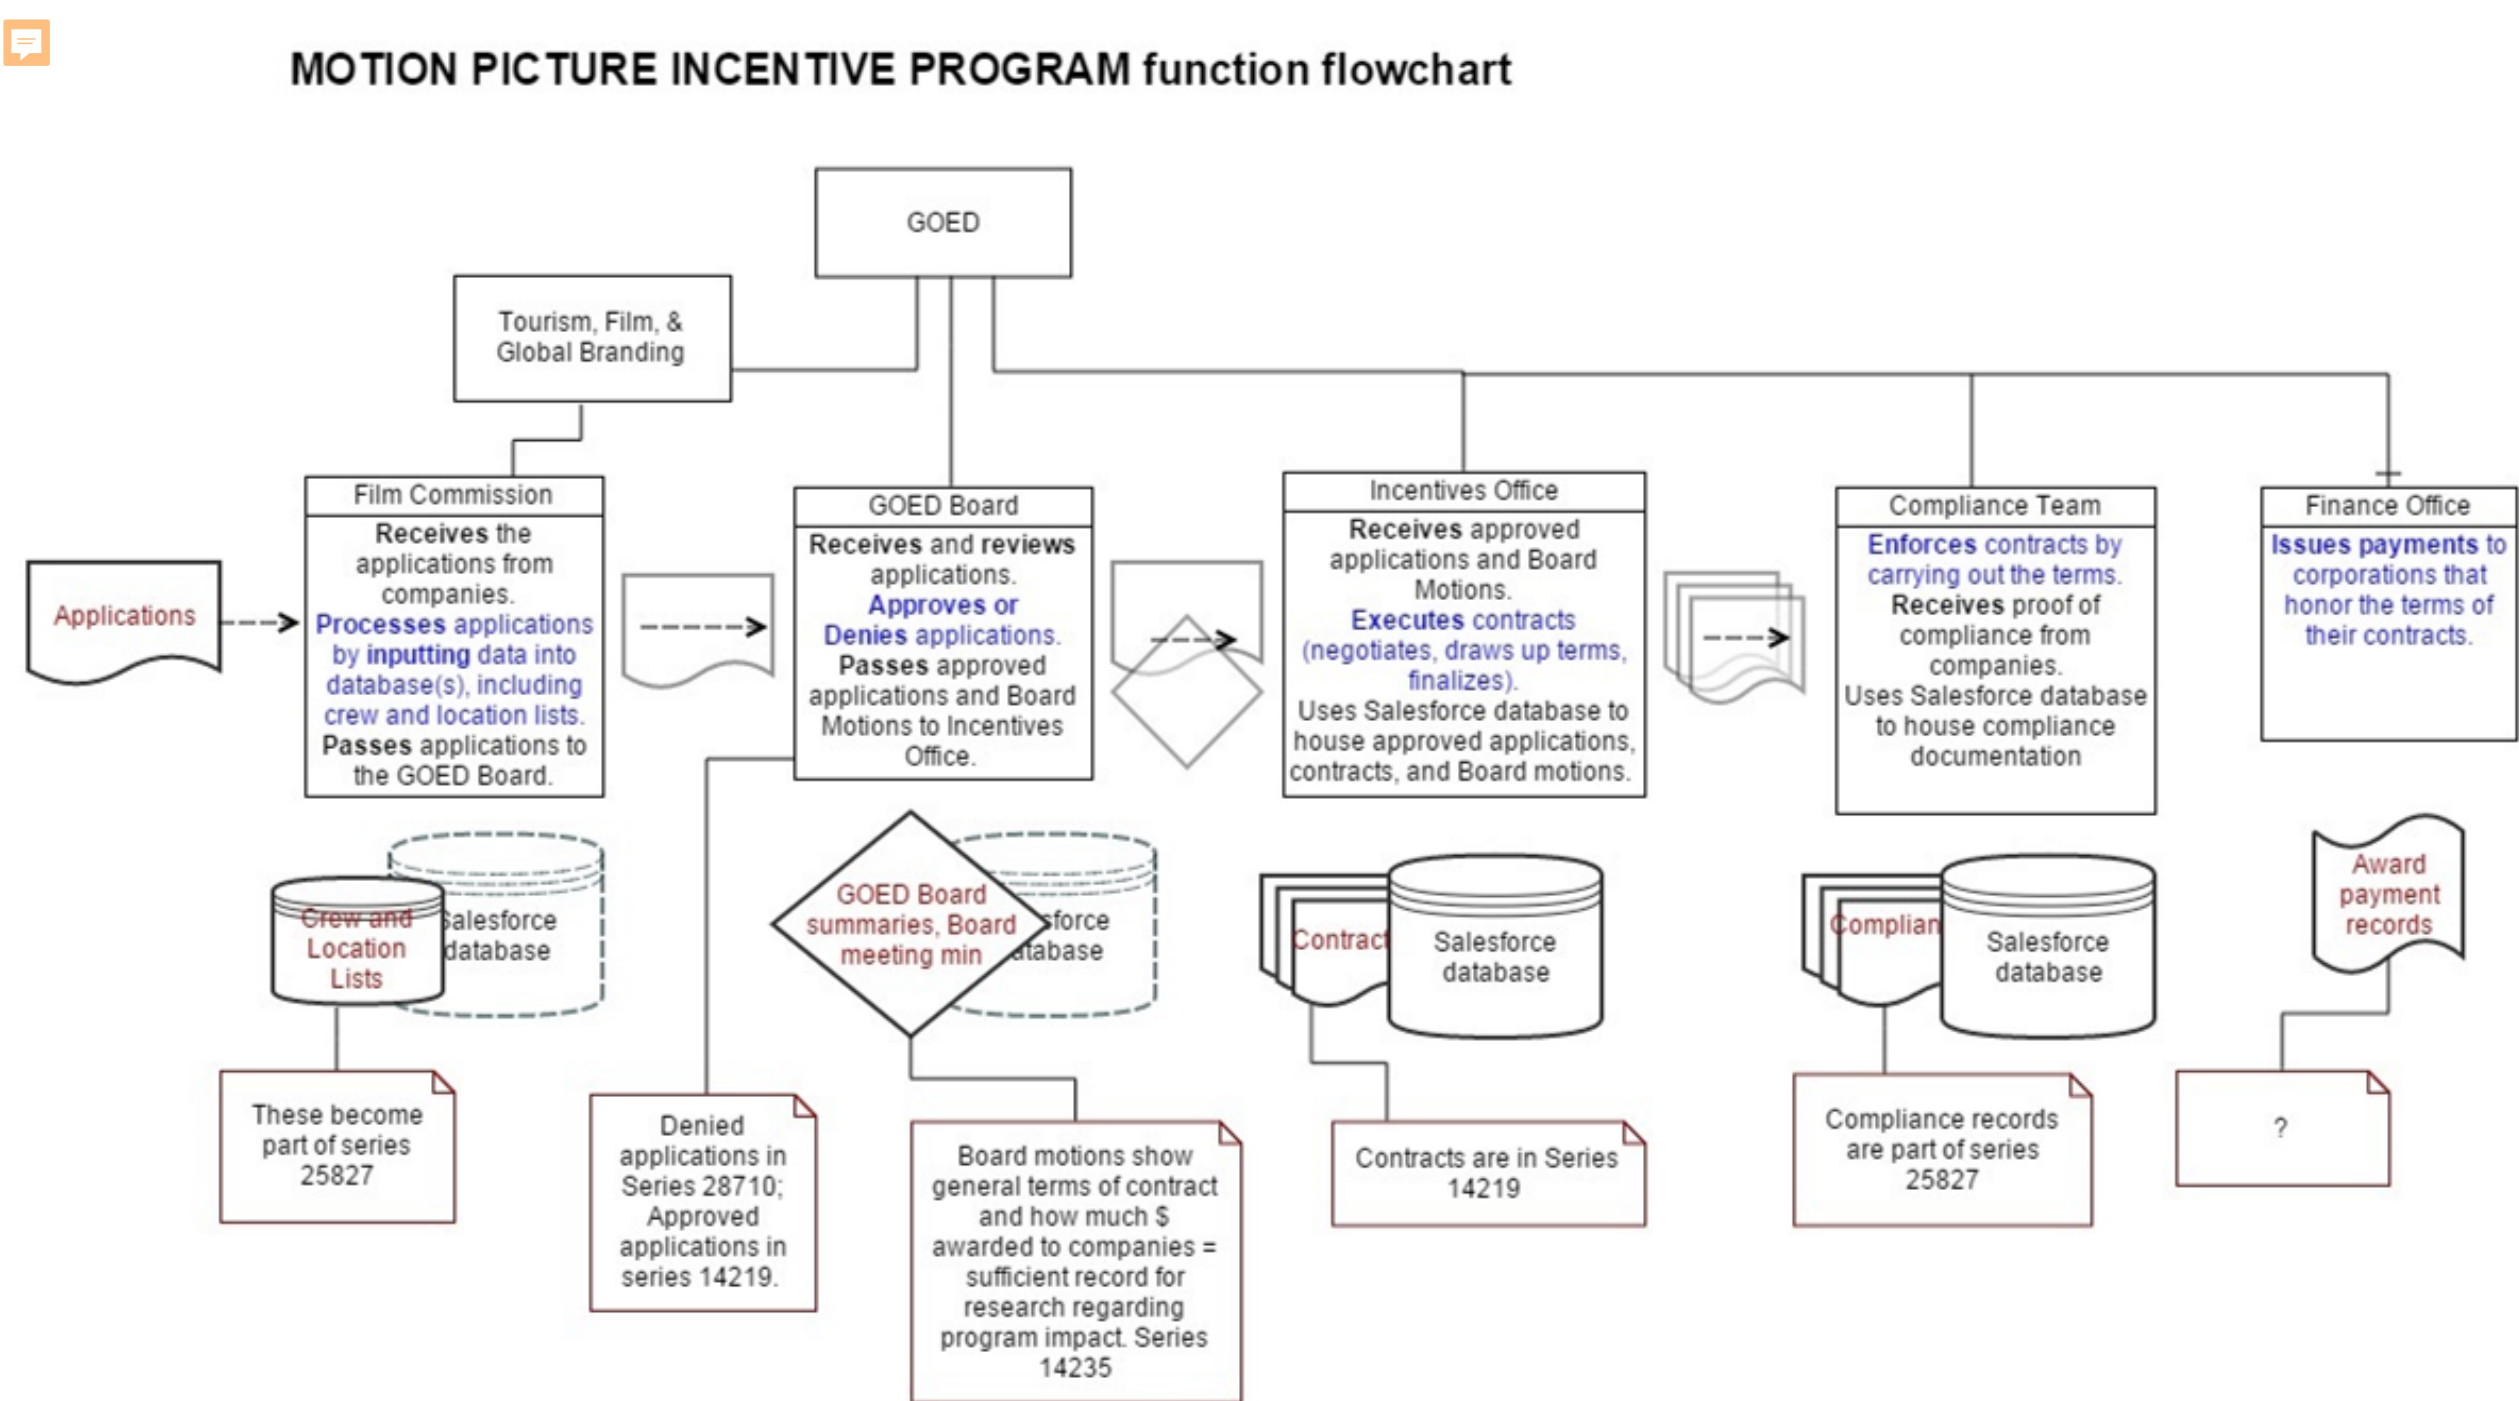 MOTION PICTURE INCENTIVE PROGRAM function flowchart
GOED
Tourism, Film, &
Global Branding
Applications
Film Commission
Receives the
applications from
companies.
Processes applications
by inputting data into
database(s), including
crew and location lists.
Passes applications to
the GOED Board.
GOED Board
Receives and reviews
applications.
Approves or
Denies applications.
Passes approved
applications and Board
Motions to Incentives
Office.
Incentives Office
Receives approved
applications and Board
Motions.
Executes contracts
(negotiates, draws up terms,
finalizes).
Uses Salesforce database to
house approved applications,
contracts, and Board motions.
Compliance Team
Enforces contracts by
carrying out the terms.
Receives proof of
compliance from
companies.
Uses Salesforce database
to house compliance
documentation
Finance Office
Issues payments to
corporations that
honor the terms of
their contracts.
Crew and
Location
Lists
Salesforce
database
GOED Board
summaries, Board
meeting min
sforce
atabase
Contract
Salesforce
database
Complian
Salesforce
database
Award
payment
records
These become
part of series
25827
Denied
applications in
Series 28710;
Approved
applications in
series 14219.
Board motions show
general terms of contract
and how much $
awarded to companies =
sufficient record for
research regarding
program impact. Series
14235
Contracts are in Series
14219
Compliance records
are part of series
25827
?